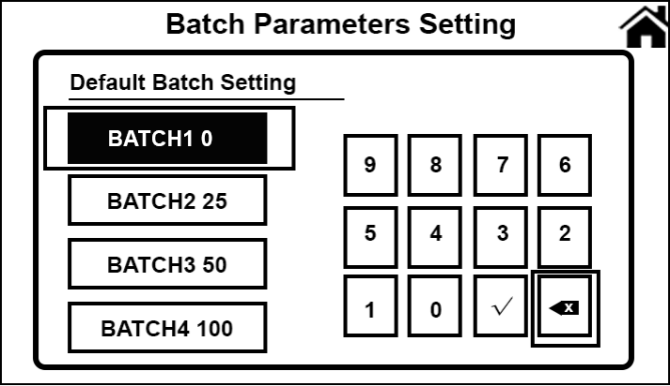 Batch Parameters Setting
Default Batch Setting
BATCH1 0
BATCH2 25
BATCH3 50
BATCH4 100
9 8 7 6
5 4 3 2
1 0 √ x